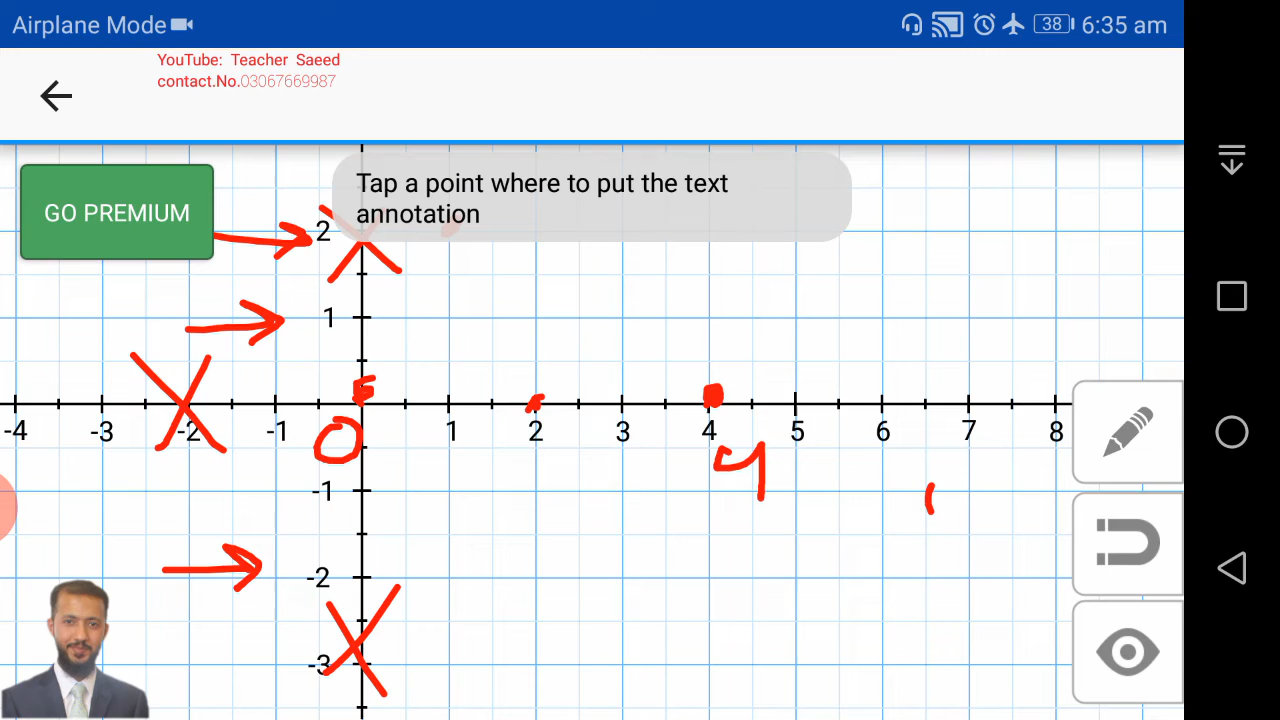 Airplane Mode 38 6:35 am
YouTube: Teacher Saeed
contact.No.03067669987
GO PREMIUM
Tap a point where to put the text
annotation
2
1
-4 -3 -2 -1 0 1 2 3 4 5 6 7 8
4
-1
-2
-3